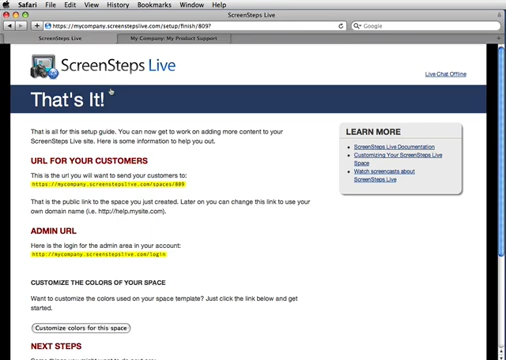 Safari File Edit View History Bookmarks Window Help
ScreenSteps Live
https://mycompany.screenstepslive.com/setup/finish/809?
Google
ScreenSteps Live
My Company: My Product Support
ScreenSteps Live
Live Chat Offline
That's It!
That is all for this setup guide. You can now get to work on adding more content to your
ScreenSteps Live site. Here is some information to help you out.
URL FOR YOUR CUSTOMERS
This is the url you will want to send your customers to:
https://mycompany.screenstepslive.com/spaces/809
That is the public link to the space you just created. Later on you can change this link to use your
own domain name (i.e. http://help.mysite.com).
ADMIN URL
Here is the login for the admin area in your account:
http://mycompany.screenstepslive.com/login
CUSTOMIZE THE COLORS OF YOUR SPACE
Want to customize the colors used on your space template? Just click the link below and get
started.
Customize colors for this space
NEXT STEPS
LEARN MORE
ScreenSteps Live Documentation
Customizing Your ScreenSteps Live
Space
Watch screencasts about
ScreenSteps Live